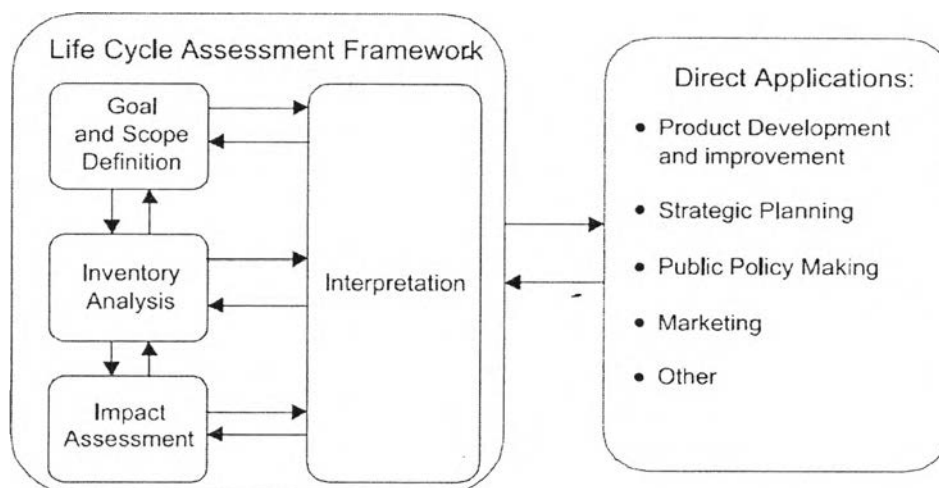 Life Cycle Assessment Framework
Goal
and Scope
Definition
Inventory
Analysis
Impact
Assessment
Interpretation
Direct Applications:
• Product Development
and improvement
• Strategic Planning
• Public Policy Making
• Marketing
• Other